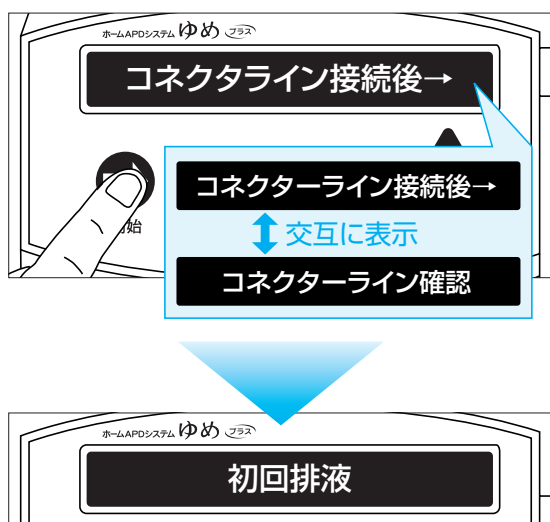 ホームAPDシステム ゆめ プラス
コネクタライン接続後→
コネクターライン接続後→
交互に表示
コネクターライン確認
始
ホームAPDシステム ゆめ プラス
初回排液